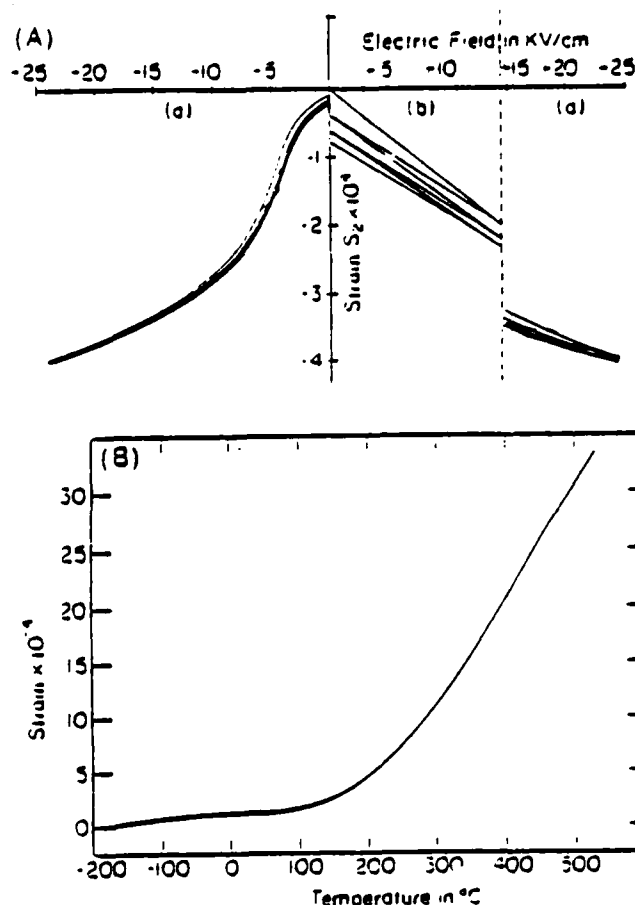 (A)
Electric Field in KV/cm
-25 -20 -15 -10 -5 -5 -10 -15 -20 -25
(a) (b) (a)
-1
-2
-3
-4
Strain S₂ ×10⁴
(B)
30
25
20
15
10
5
0
Strain ×10⁻⁴
-200 -100 0 100 200 300 400 500
Temperature in °C